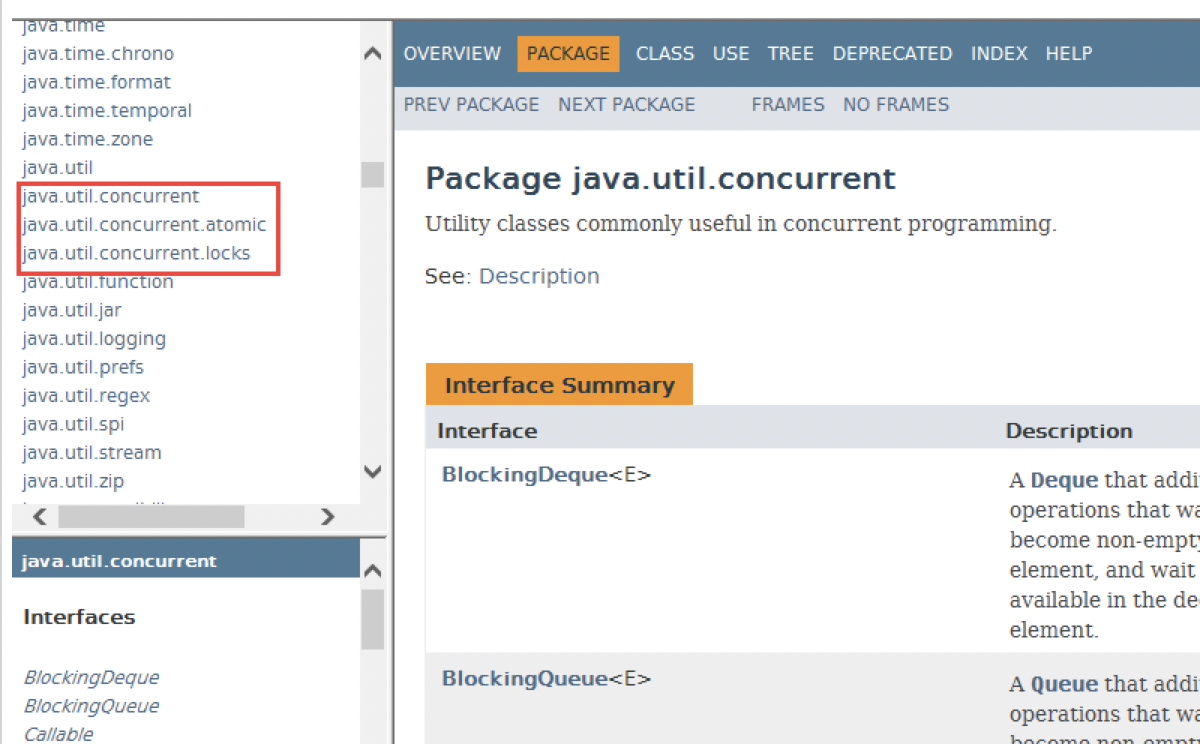 java.time
java.time.chrono
java.time.format
java.time.temporal
java.time.zone
java.util
java.util.concurrent
java.util.concurrent.atomic
java.util.concurrent.locks
java.util.function
java.util.jar
java.util.logging
java.util.prefs
java.util.regex
java.util.spi
java.util.stream
java.util.zip
java.util.concurrent
Interfaces
BlockingDeque
BlockingQueue
Callable
OVERVIEW PACKAGE CLASS USE TREE DEPRECATED INDEX HELP
PREV PACKAGE NEXT PACKAGE FRAMES NO FRAMES
Package java.util.concurrent
Utility classes commonly useful in concurrent programming.
See: Description
Interface Summary
Interface Description
BlockingDeque<E>
A Deque that addi
operations that wa
become non-empty
element, and wait
available in the de
element.
BlockingQueue<E>
A Queue that addi
operations that wa
become non-empty